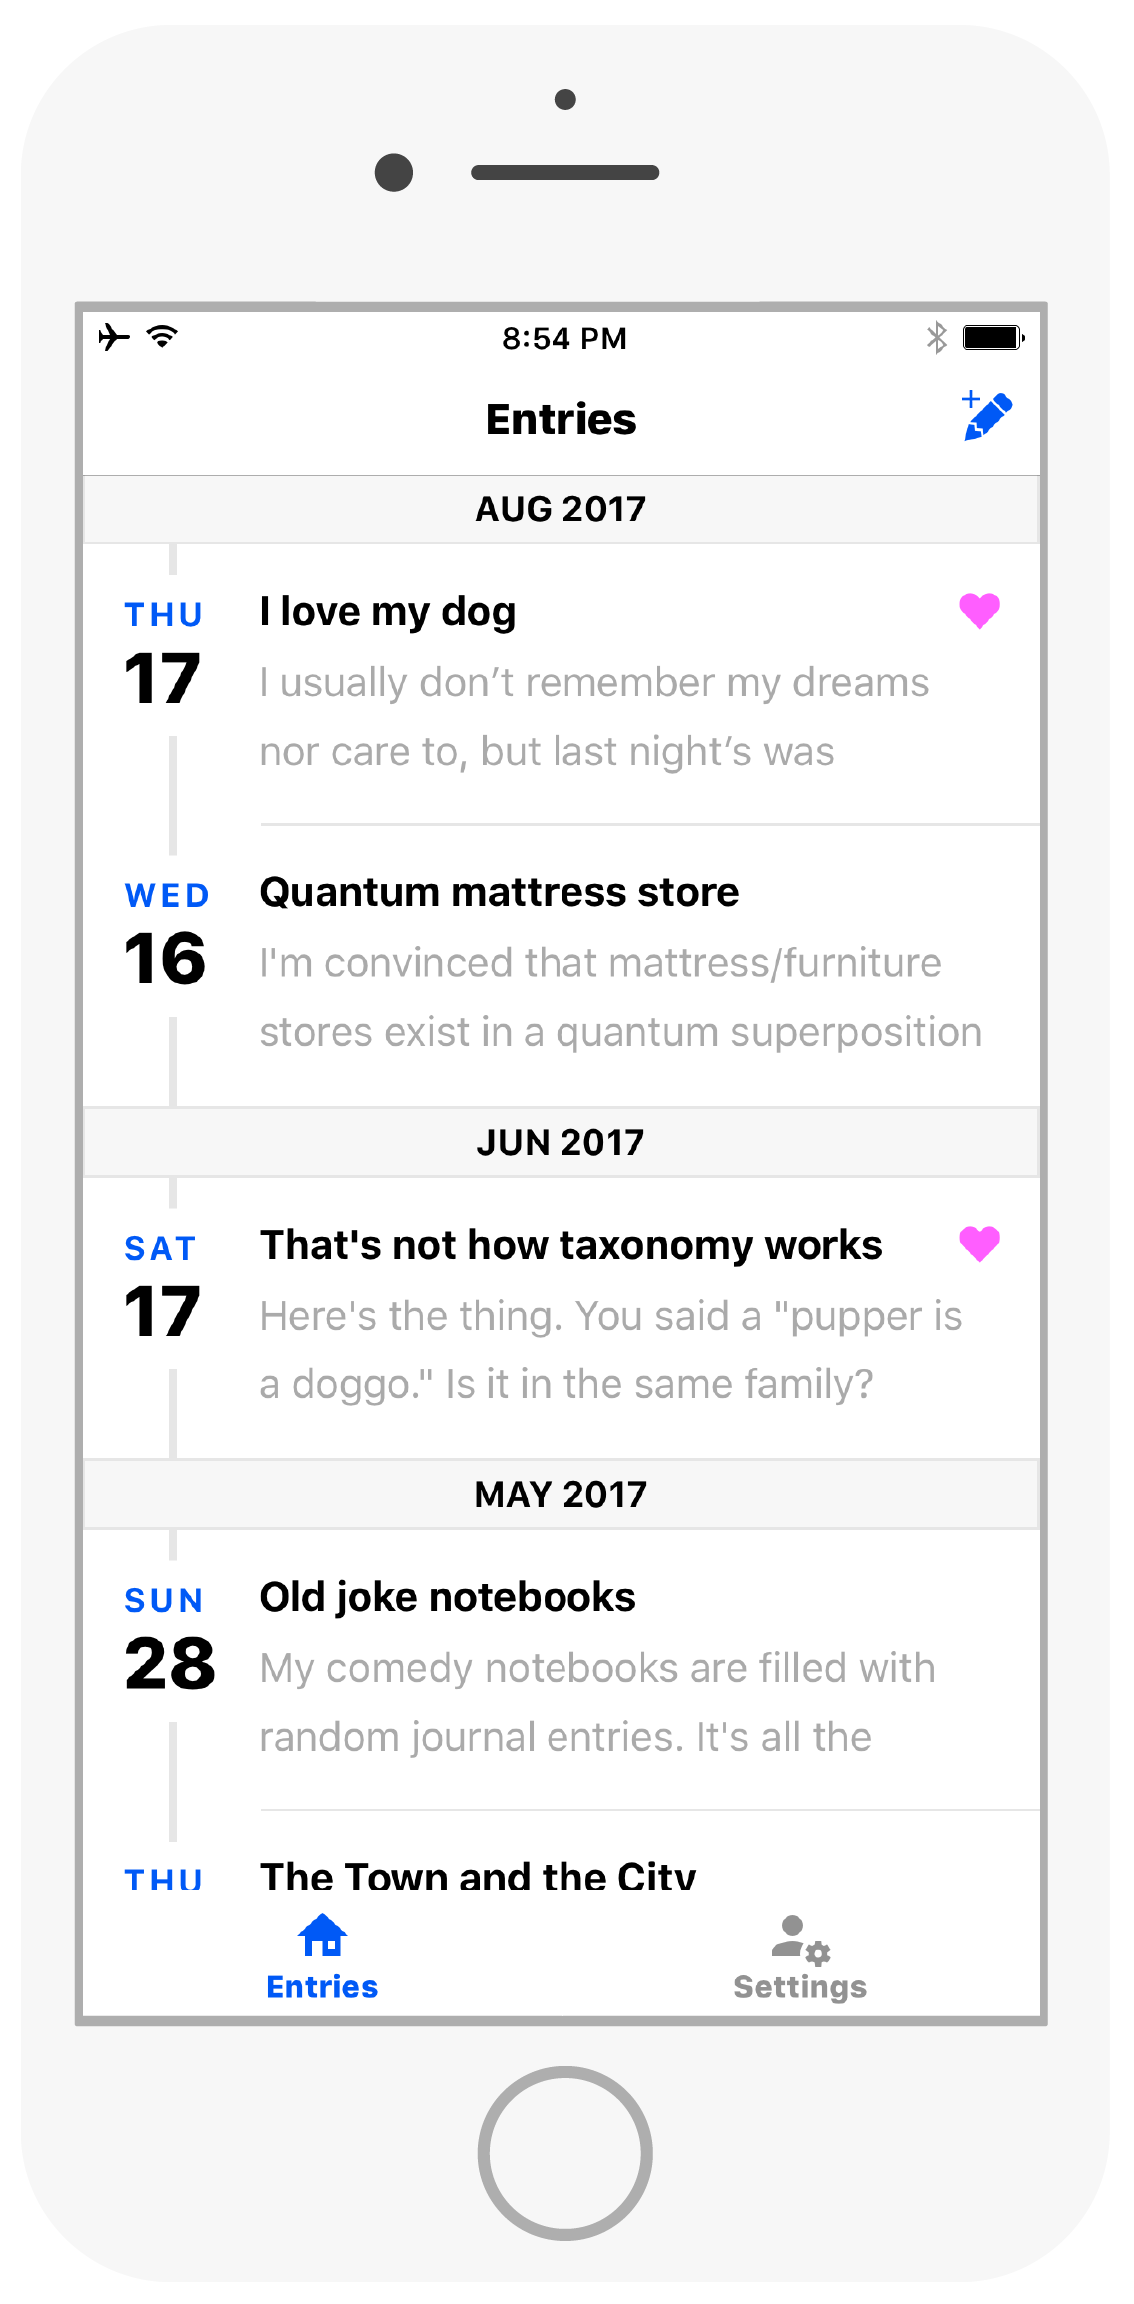 8:54 PM
Entries
AUG 2017
THU
17
I love my dog
I usually don’t remember my dreams
nor care to, but last night’s was
WED
16
Quantum mattress store
I'm convinced that mattress/furniture
stores exist in a quantum superposition
JUN 2017
SAT
17
That's not how taxonomy works
Here's the thing. You said a "pupper is
a doggo." Is it in the same family?
MAY 2017
SUN
28
Old joke notebooks
My comedy notebooks are filled with
random journal entries. It's all the
THU
The Town and the City
Entries
Settings